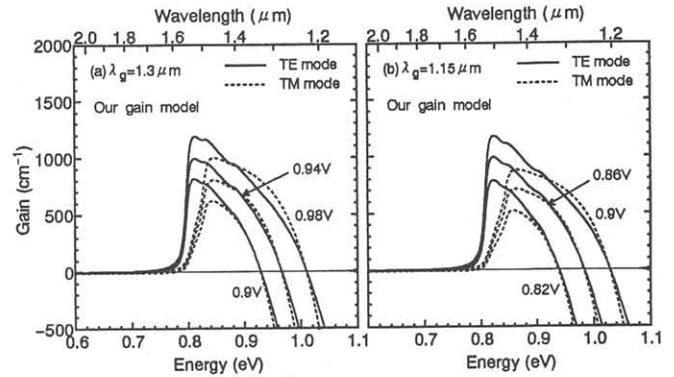 Wavelength (μm)
Wavelength (μm)
2.0 1.8 1.6 1.4 1.2
2.0 1.8 1.6 1.4 1.2
2000
1500
1000
500
0
−500
Gain (cm⁻¹)
(a) λg=1.3μm
TE mode
TM mode
Our gain model
0.94V
0.98V
0.9V
(b) λg=1.15μm
TE mode
TM mode
Our gain model
0.86V
0.9V
0.82V
0.6 0.7 0.8 0.9 1.0
0.6 0.7 0.8 0.9 1.0 1.1
Energy (eV)
Energy (eV)